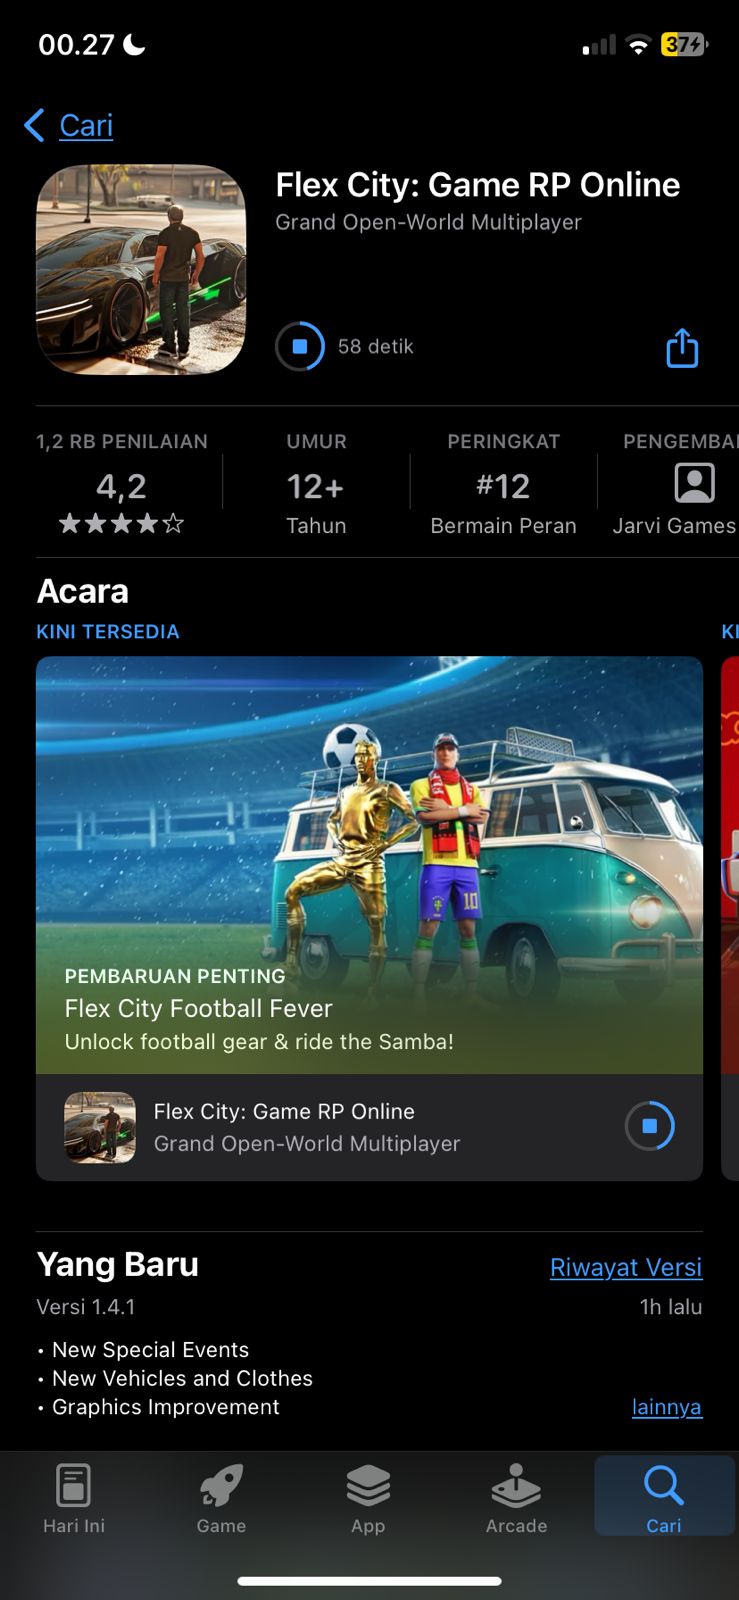 00.27
37
Cari
Flex City: Game RP Online
Grand Open-World Multiplayer
58 detik
1,2 RB PENILAIAN
4,2
UMUR
12+
Tahun
PERINGKAT
#12
Bermain Peran
PENGEMBA
Jarvi Games
Acara
KINI TERSEDIA
KI
10
PEMBARUAN PENTING
Flex City Football Fever
Unlock football gear & ride the Samba!
Flex City: Game RP Online
Grand Open-World Multiplayer
Yang Baru
Riwayat Versi
Versi 1.4.1
1h lalu
• New Special Events
• New Vehicles and Clothes
• Graphics Improvement
lainnya
Hari Ini
Game
App
Arcade
Cari